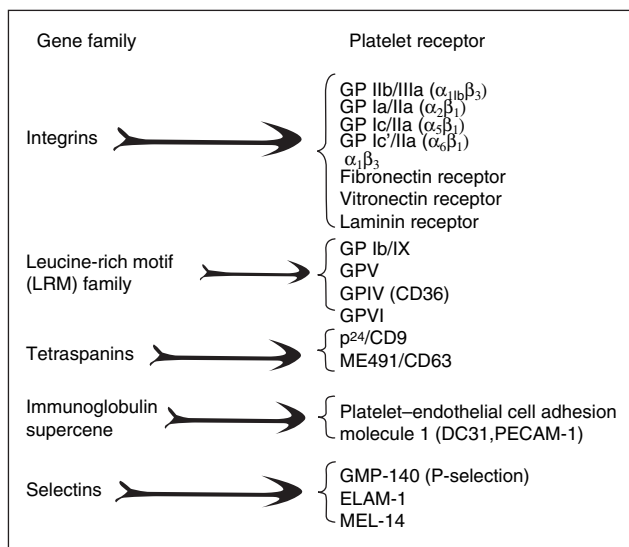 Gene family
Platelet receptor
Integrins
GP IIb/IIIa (α1Ibβ3)
GP Ia/IIa (α2β1)
GP Ic/IIa (α5β1)
GP Ic'/IIa (α6β1)
α1β3
Fibronectin receptor
Vitronectin receptor
Laminin receptor
Leucine-rich motif
(LRM) family
GP Ib/IX
GPV
GPIV (CD36)
GPVI
Tetraspanins
p24/CD9
ME491/CD63
Immunoglobulin
supercene
Platelet–endothelial cell adhesion
molecule 1 (DC31,PECAM-1)
Selectins
GMP-140 (P-selection)
ELAM-1
MEL-14